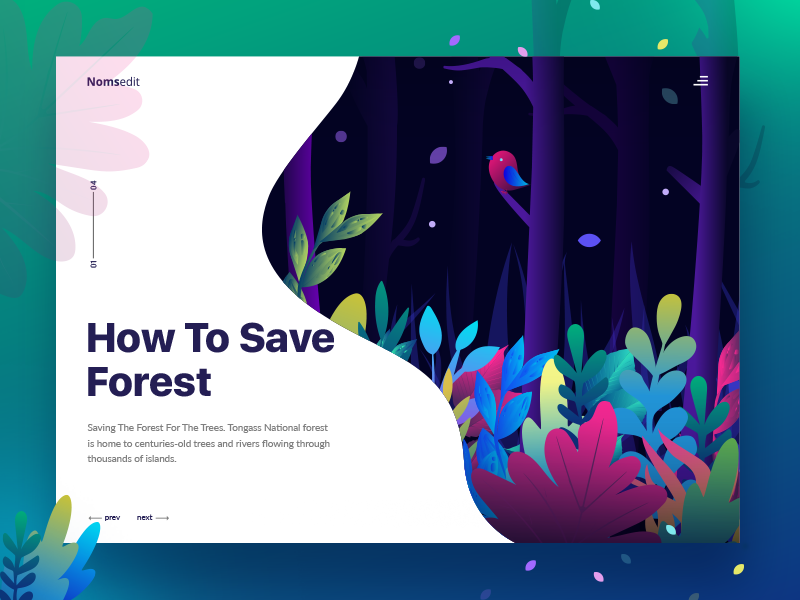 Nomsedit
04
01
How To Save
Forest
Saving The Forest For The Trees. Tongass National forest
is home to centuries-old trees and rivers flowing through
thousands of islands.
prev next